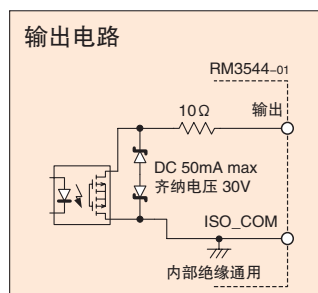 输出电路
RM3544-01
10Ω
输出
DC 50mA max
齐纳电压 30V
ISO_COM
内部绝缘通用